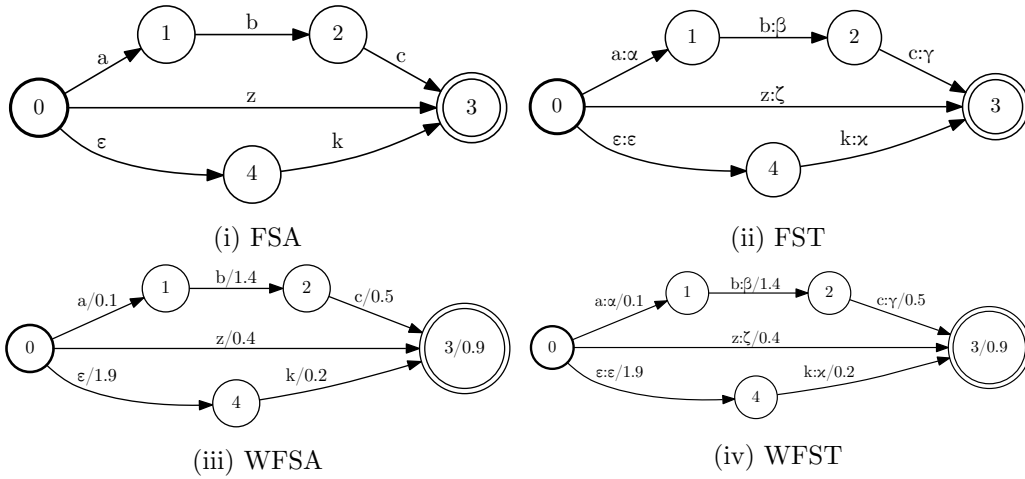 1 b 2
a c
0 z 3
ε k
4
(i) FSA
1 b:β 2
a:α c:γ
0 z:ζ 3
ε:ε k:ϰ
4
(ii) FST
1 b/1.4 2
a/0.1 c/0.5
0 z/0.4 3/0.9
ε/1.9 k/0.2
4
(iii) WFSA
1 b:β/1.4 2
a:α/0.1 c:γ/0.5
0 z:ζ/0.4 3/0.9
ε:ε/1.9 k:ϰ/0.2
4
(iv) WFST